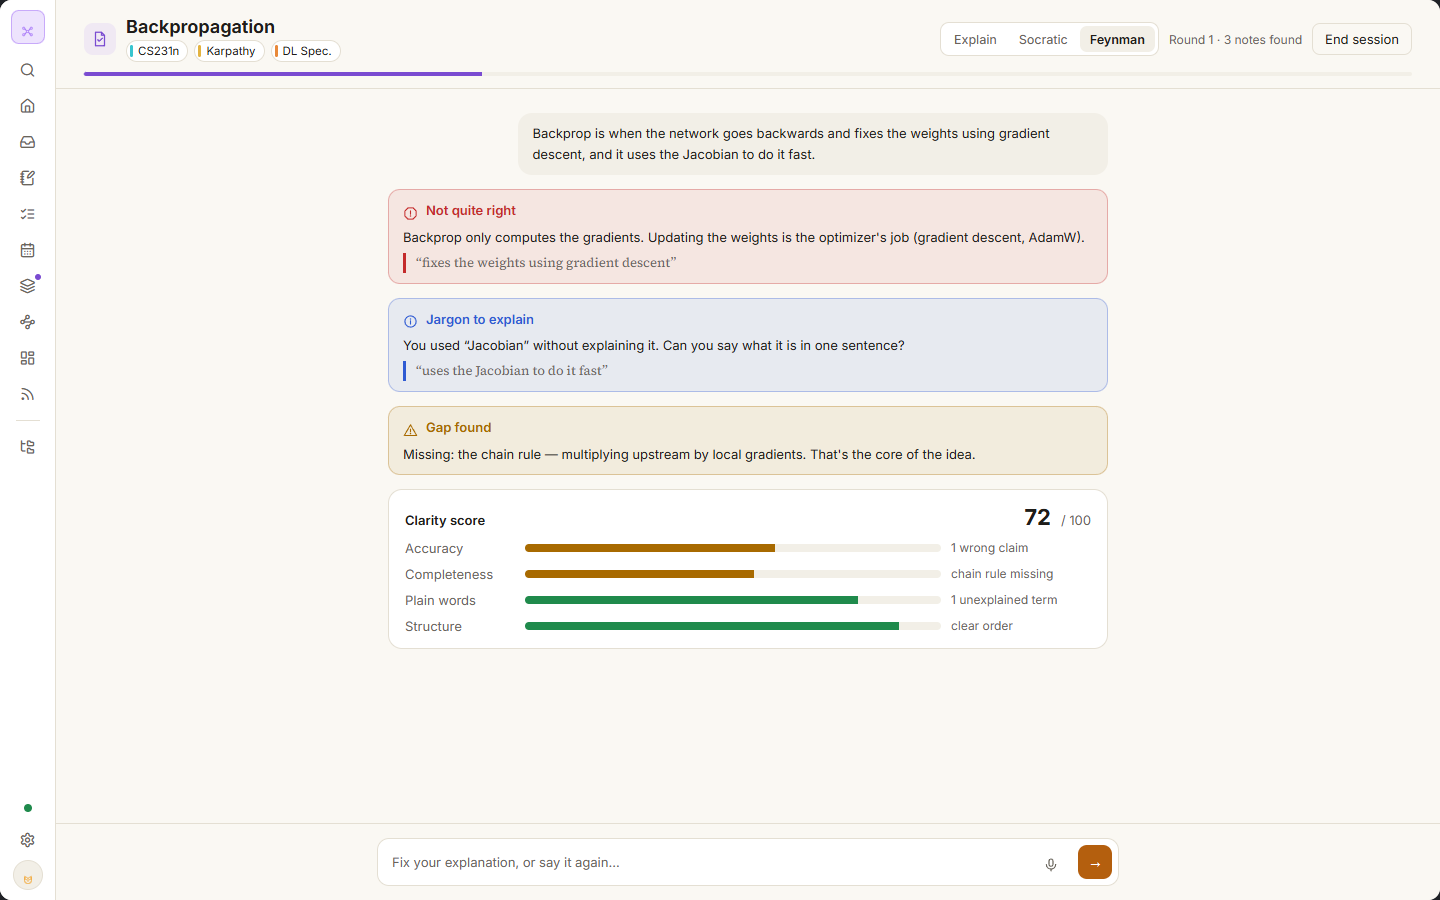 Backpropagation
CS231n
Karpathy
DL Spec.
Explain
Socratic
Feynman
Round 1 · 3 notes found
End session
Backprop is when the network goes backwards and fixes the weights using gradient
descent, and it uses the Jacobian to do it fast.
Not quite right
Backprop only computes the gradients. Updating the weights is the optimizer's job (gradient descent, AdamW).
“fixes the weights using gradient descent”
Jargon to explain
You used “Jacobian” without explaining it. Can you say what it is in one sentence?
“uses the Jacobian to do it fast”
Gap found
Missing: the chain rule — multiplying upstream by local gradients. That's the core of the idea.
Clarity score
72 / 100
Accuracy
1 wrong claim
Completeness
chain rule missing
Plain words
1 unexplained term
Structure
clear order
Fix your explanation, or say it again...
→